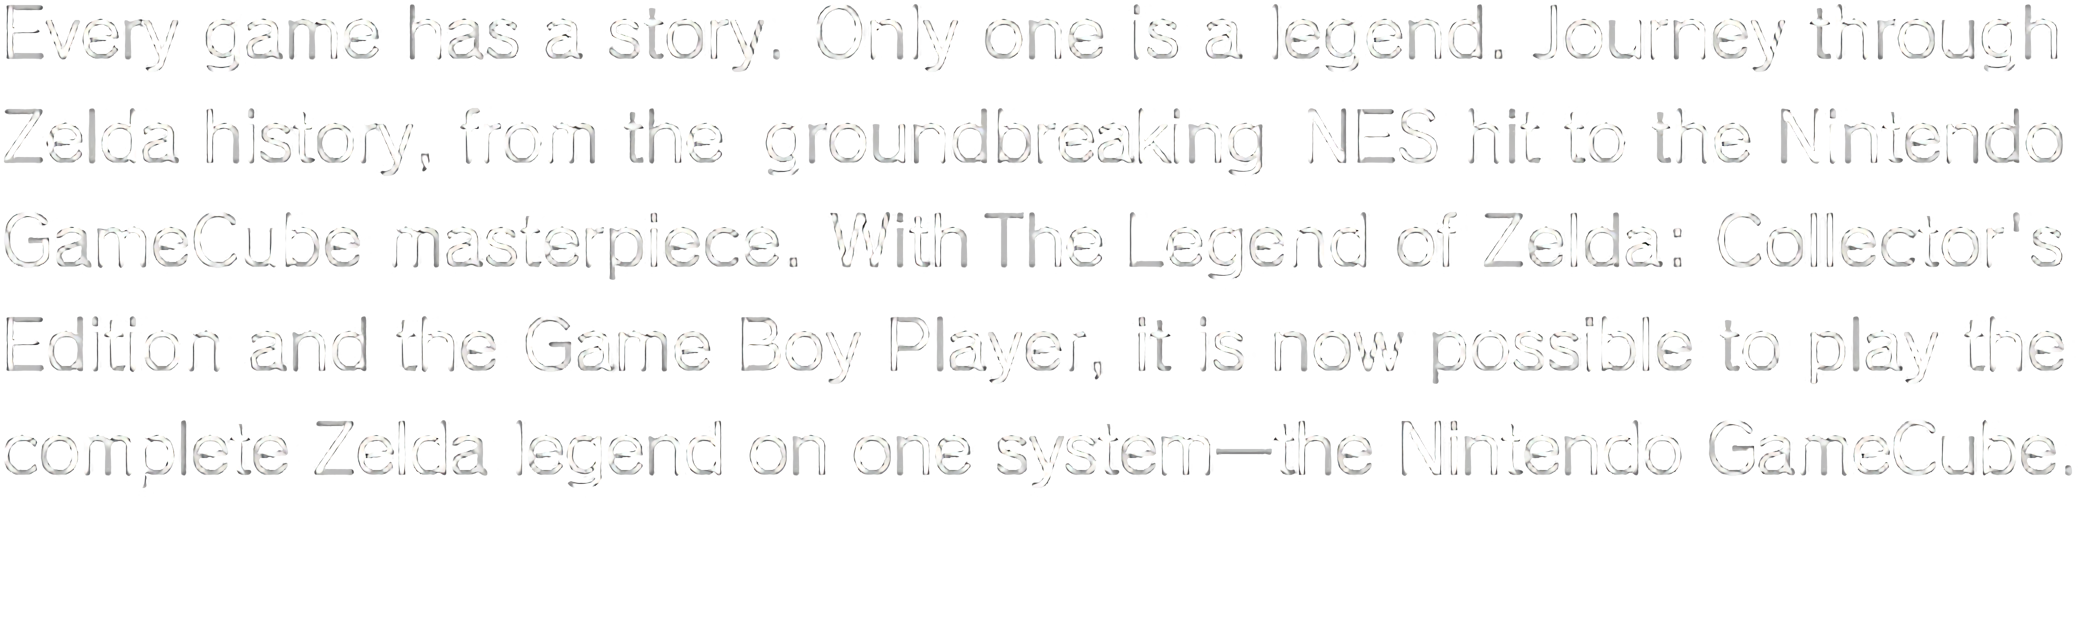 Every game has a story. Only one is a legend. Journey through
Zelda history, from the groundbreaking NES hit to the Nintendo
GameCube masterpiece. With The Legend of Zelda: Collector's
Edition and the Game Boy Player, it is now possible to play the
complete Zelda legend on one system—the Nintendo GameCube.